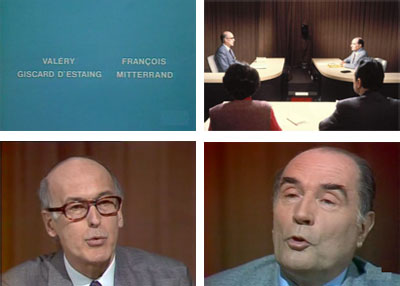 VALÉRY FRANÇOIS
GISCARD D'ESTAING MITTERRAND